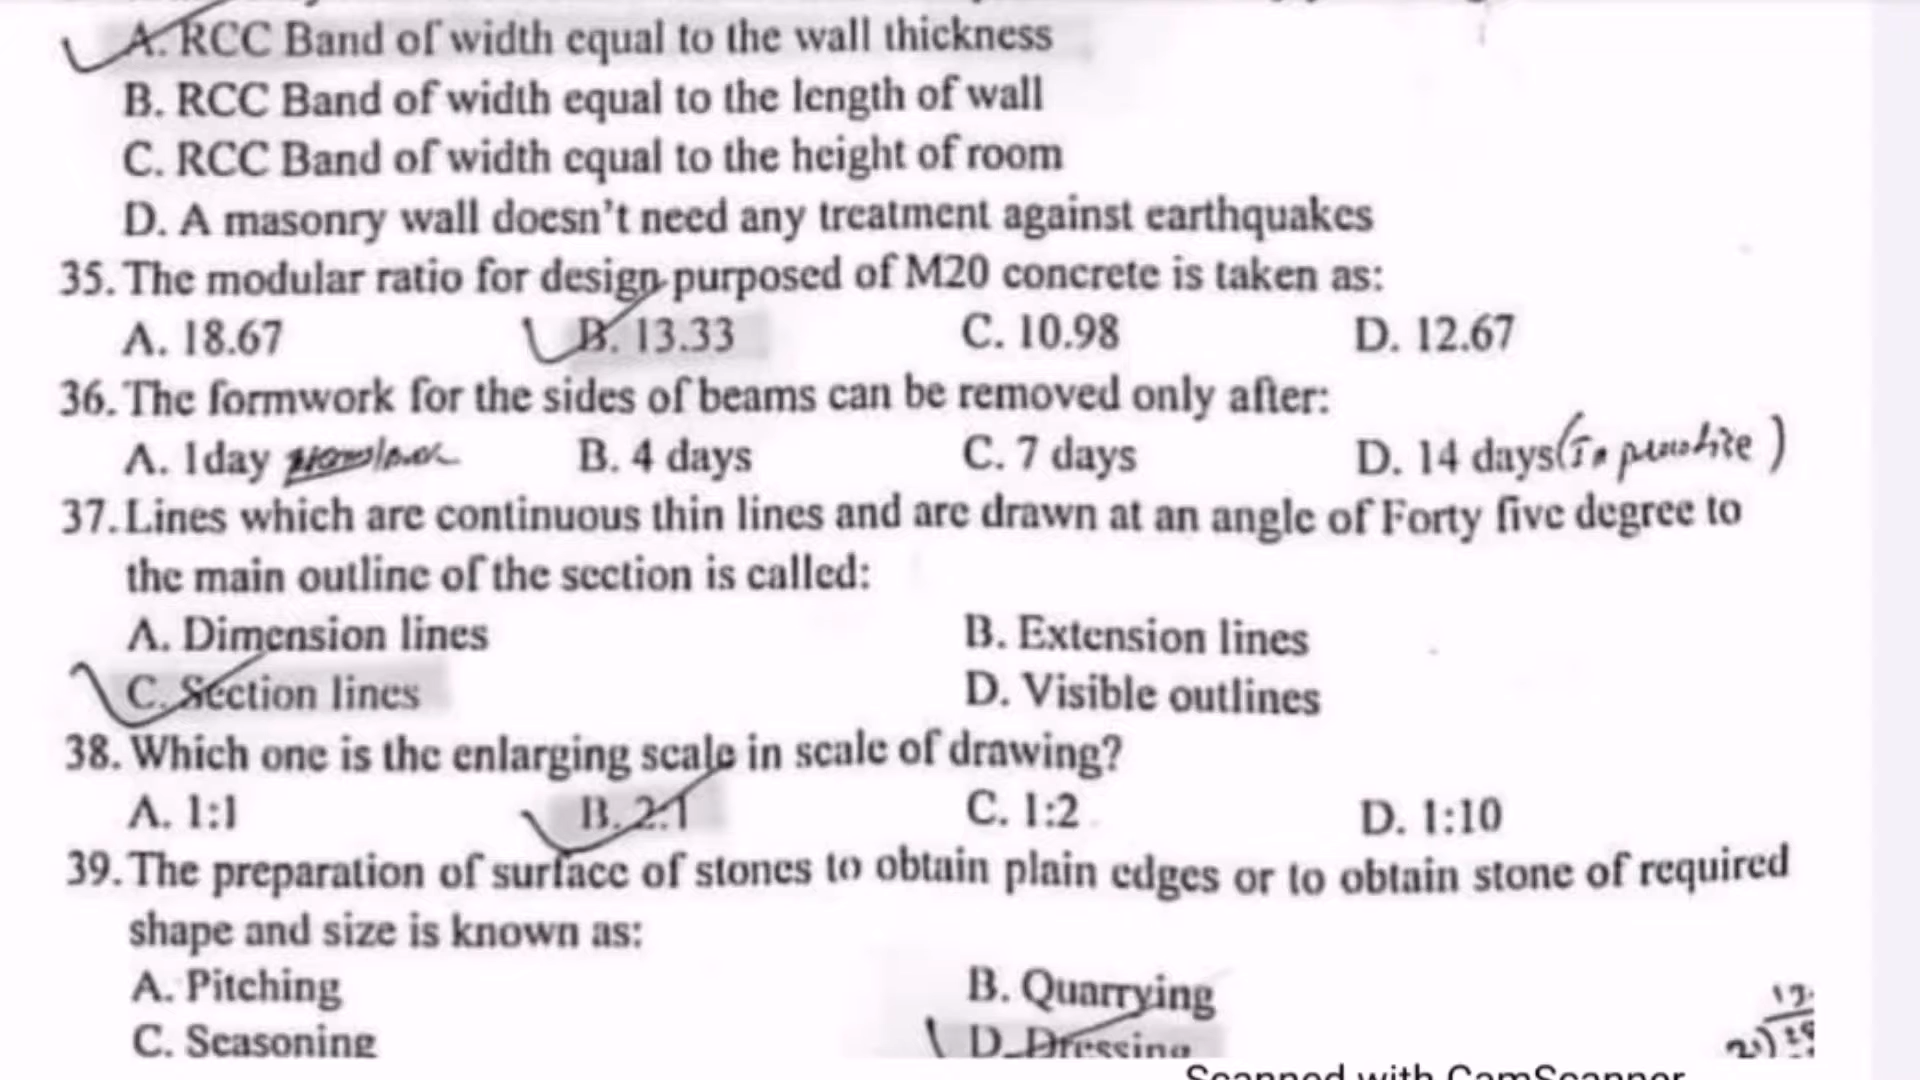 A. RCC Band of width equal to the wall thickness
B. RCC Band of width equal to the length of wall
C. RCC Band of width equal to the height of room
D. A masonry wall doesn't need any treatment against earthquakes
35. The modular ratio for design purposed of M20 concrete is taken as:
A. 18.67 B. 13.33 C. 10.98 D. 12.67
36. The formwork for the sides of beams can be removed only after:
A. 1day B. 4 days C. 7 days D. 14 days (In practice)
37. Lines which are continuous thin lines and are drawn at an angle of Forty five degree to
the main outline of the section is called:
A. Dimension lines B. Extension lines
C. Section lines D. Visible outlines
38. Which one is the enlarging scale in scale of drawing?
A. 1:1 B. 2:1 C. 1:2 D. 1:10
39. The preparation of surface of stones to obtain plain edges or to obtain stone of required
shape and size is known as:
A. Pitching B. Quarrying
C. Seasoning D. Dressing
Scanned with CamScanner